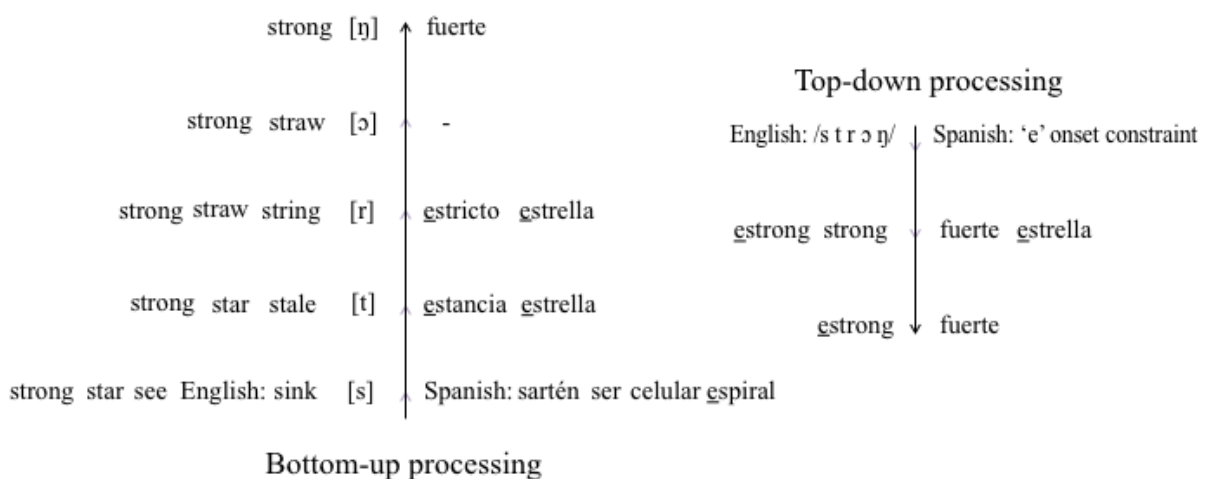 strong [ŋ] fuerte
Top-down processing
strong straw [ɔ] -
English: /s t r ɔ ŋ/ Spanish: ‘e’ onset constraint
strong straw string [r] estricto estrella
estrong strong fuerte estrella
strong star stale [t] estancia estrella
estrong fuerte
strong star see English: sink [s] Spanish: sartén ser celular espiral
Bottom-up processing